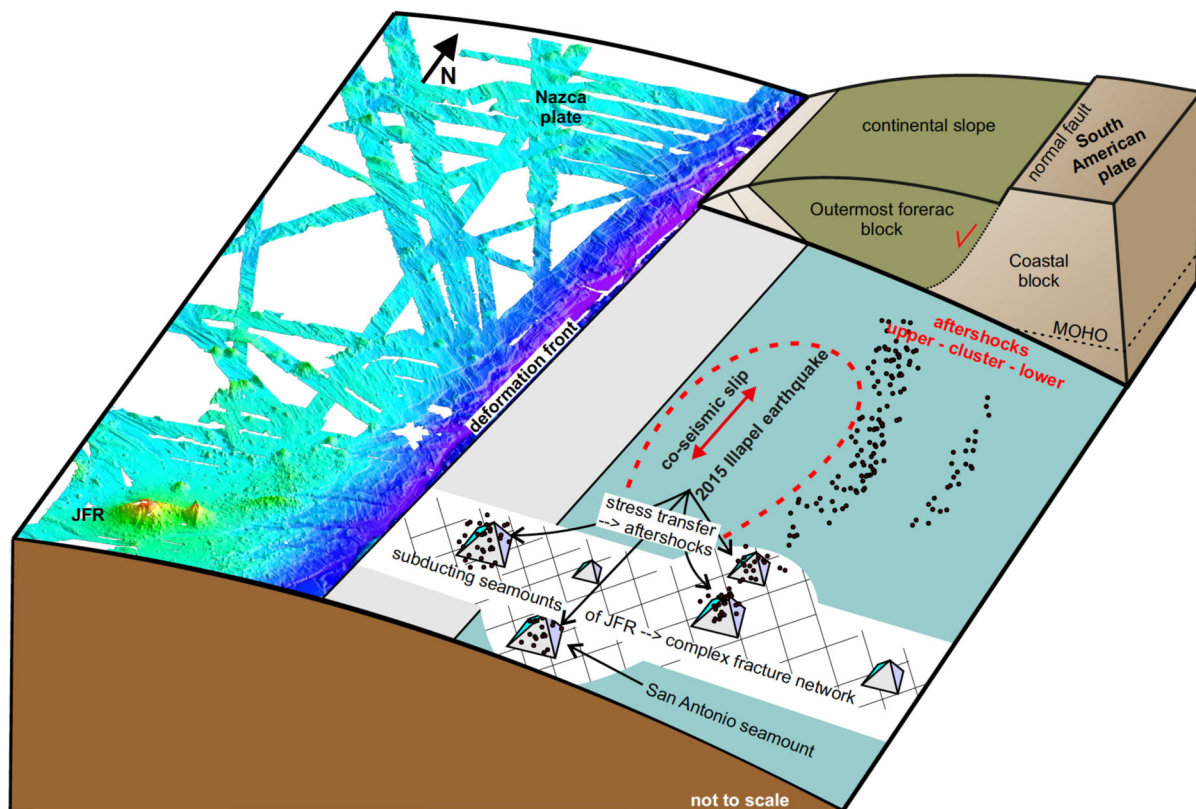 N
Nazca
plate
continental slope
normal fault
South
American
plate
Outermost forerac
block
Coastal
block
MOHO
aftershocks
upper - cluster - lower
deformation front
co-seismic slip
2015 Illapel earthquake
JFR
stress transfer
--> aftershocks
subducting seamounts
of JFR --> complex fracture network
San Antonio seamount
not to scale